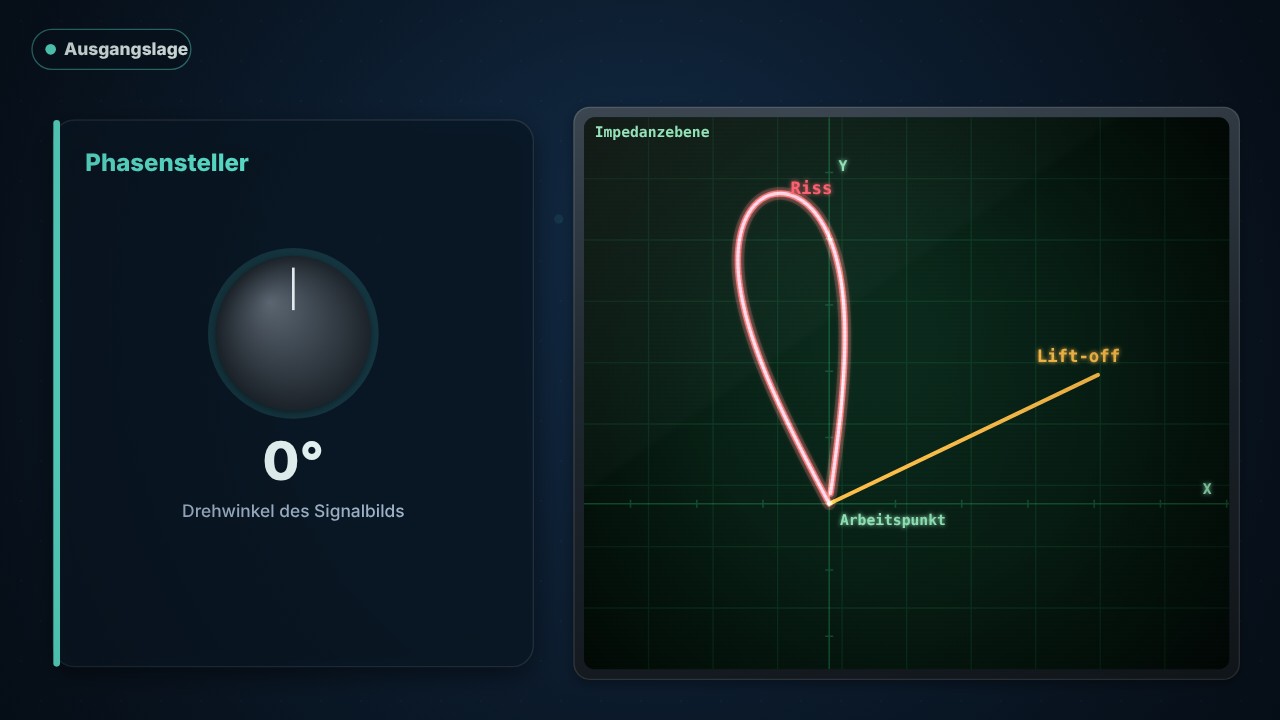 Ausgangslage
Phasensteller
0°
Drehwinkel des Signalbilds
Impedanzebene
Y
Riss
Lift-off
X
Arbeitspunkt